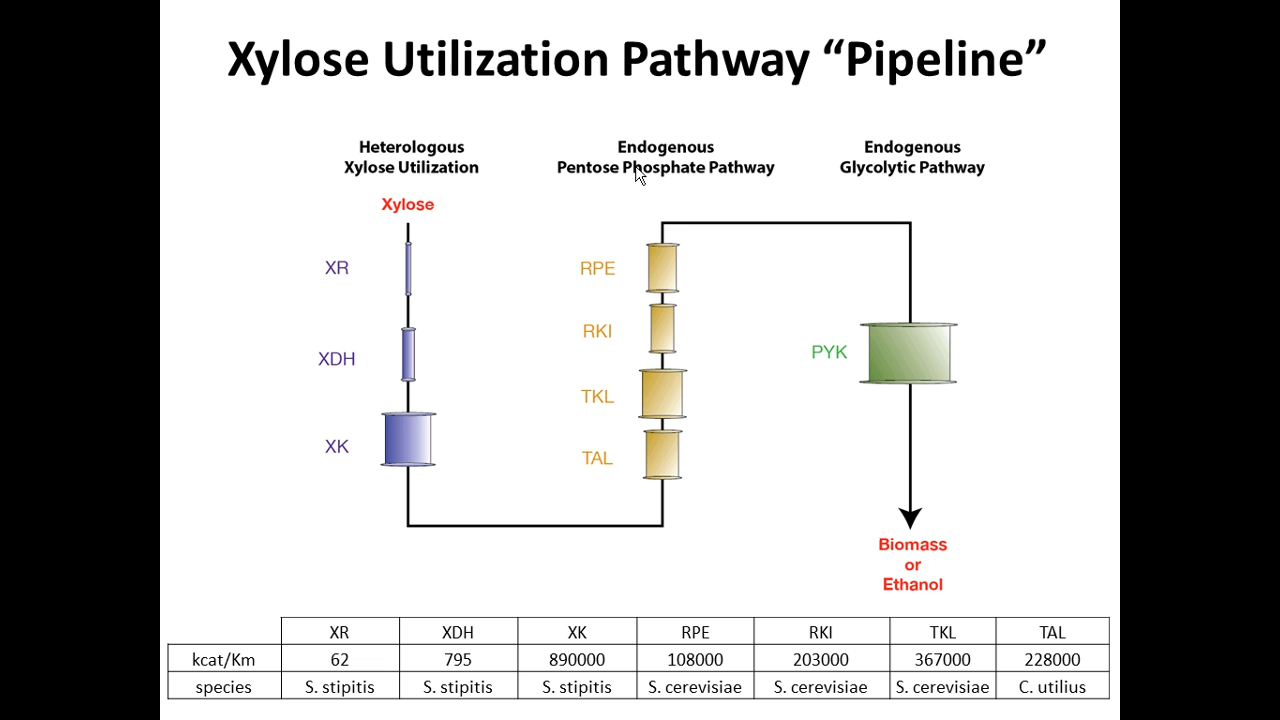 Xylose Utilization Pathway “Pipeline”
Heterologous
Xylose Utilization
Endogenous
Pentose Phosphate Pathway
Endogenous
Glycolytic Pathway
Xylose
XR
XDH
XK
RPE
RKI
TKL
TAL
PYK
Biomass
or
Ethanol
XR XDH XK RPE RKI TKL TAL
kcat/Km 62 795 890000 108000 203000 367000 228000
species S. stipitis S. stipitis S. stipitis S. cerevisiae S. cerevisiae S. cerevisiae C. utilius